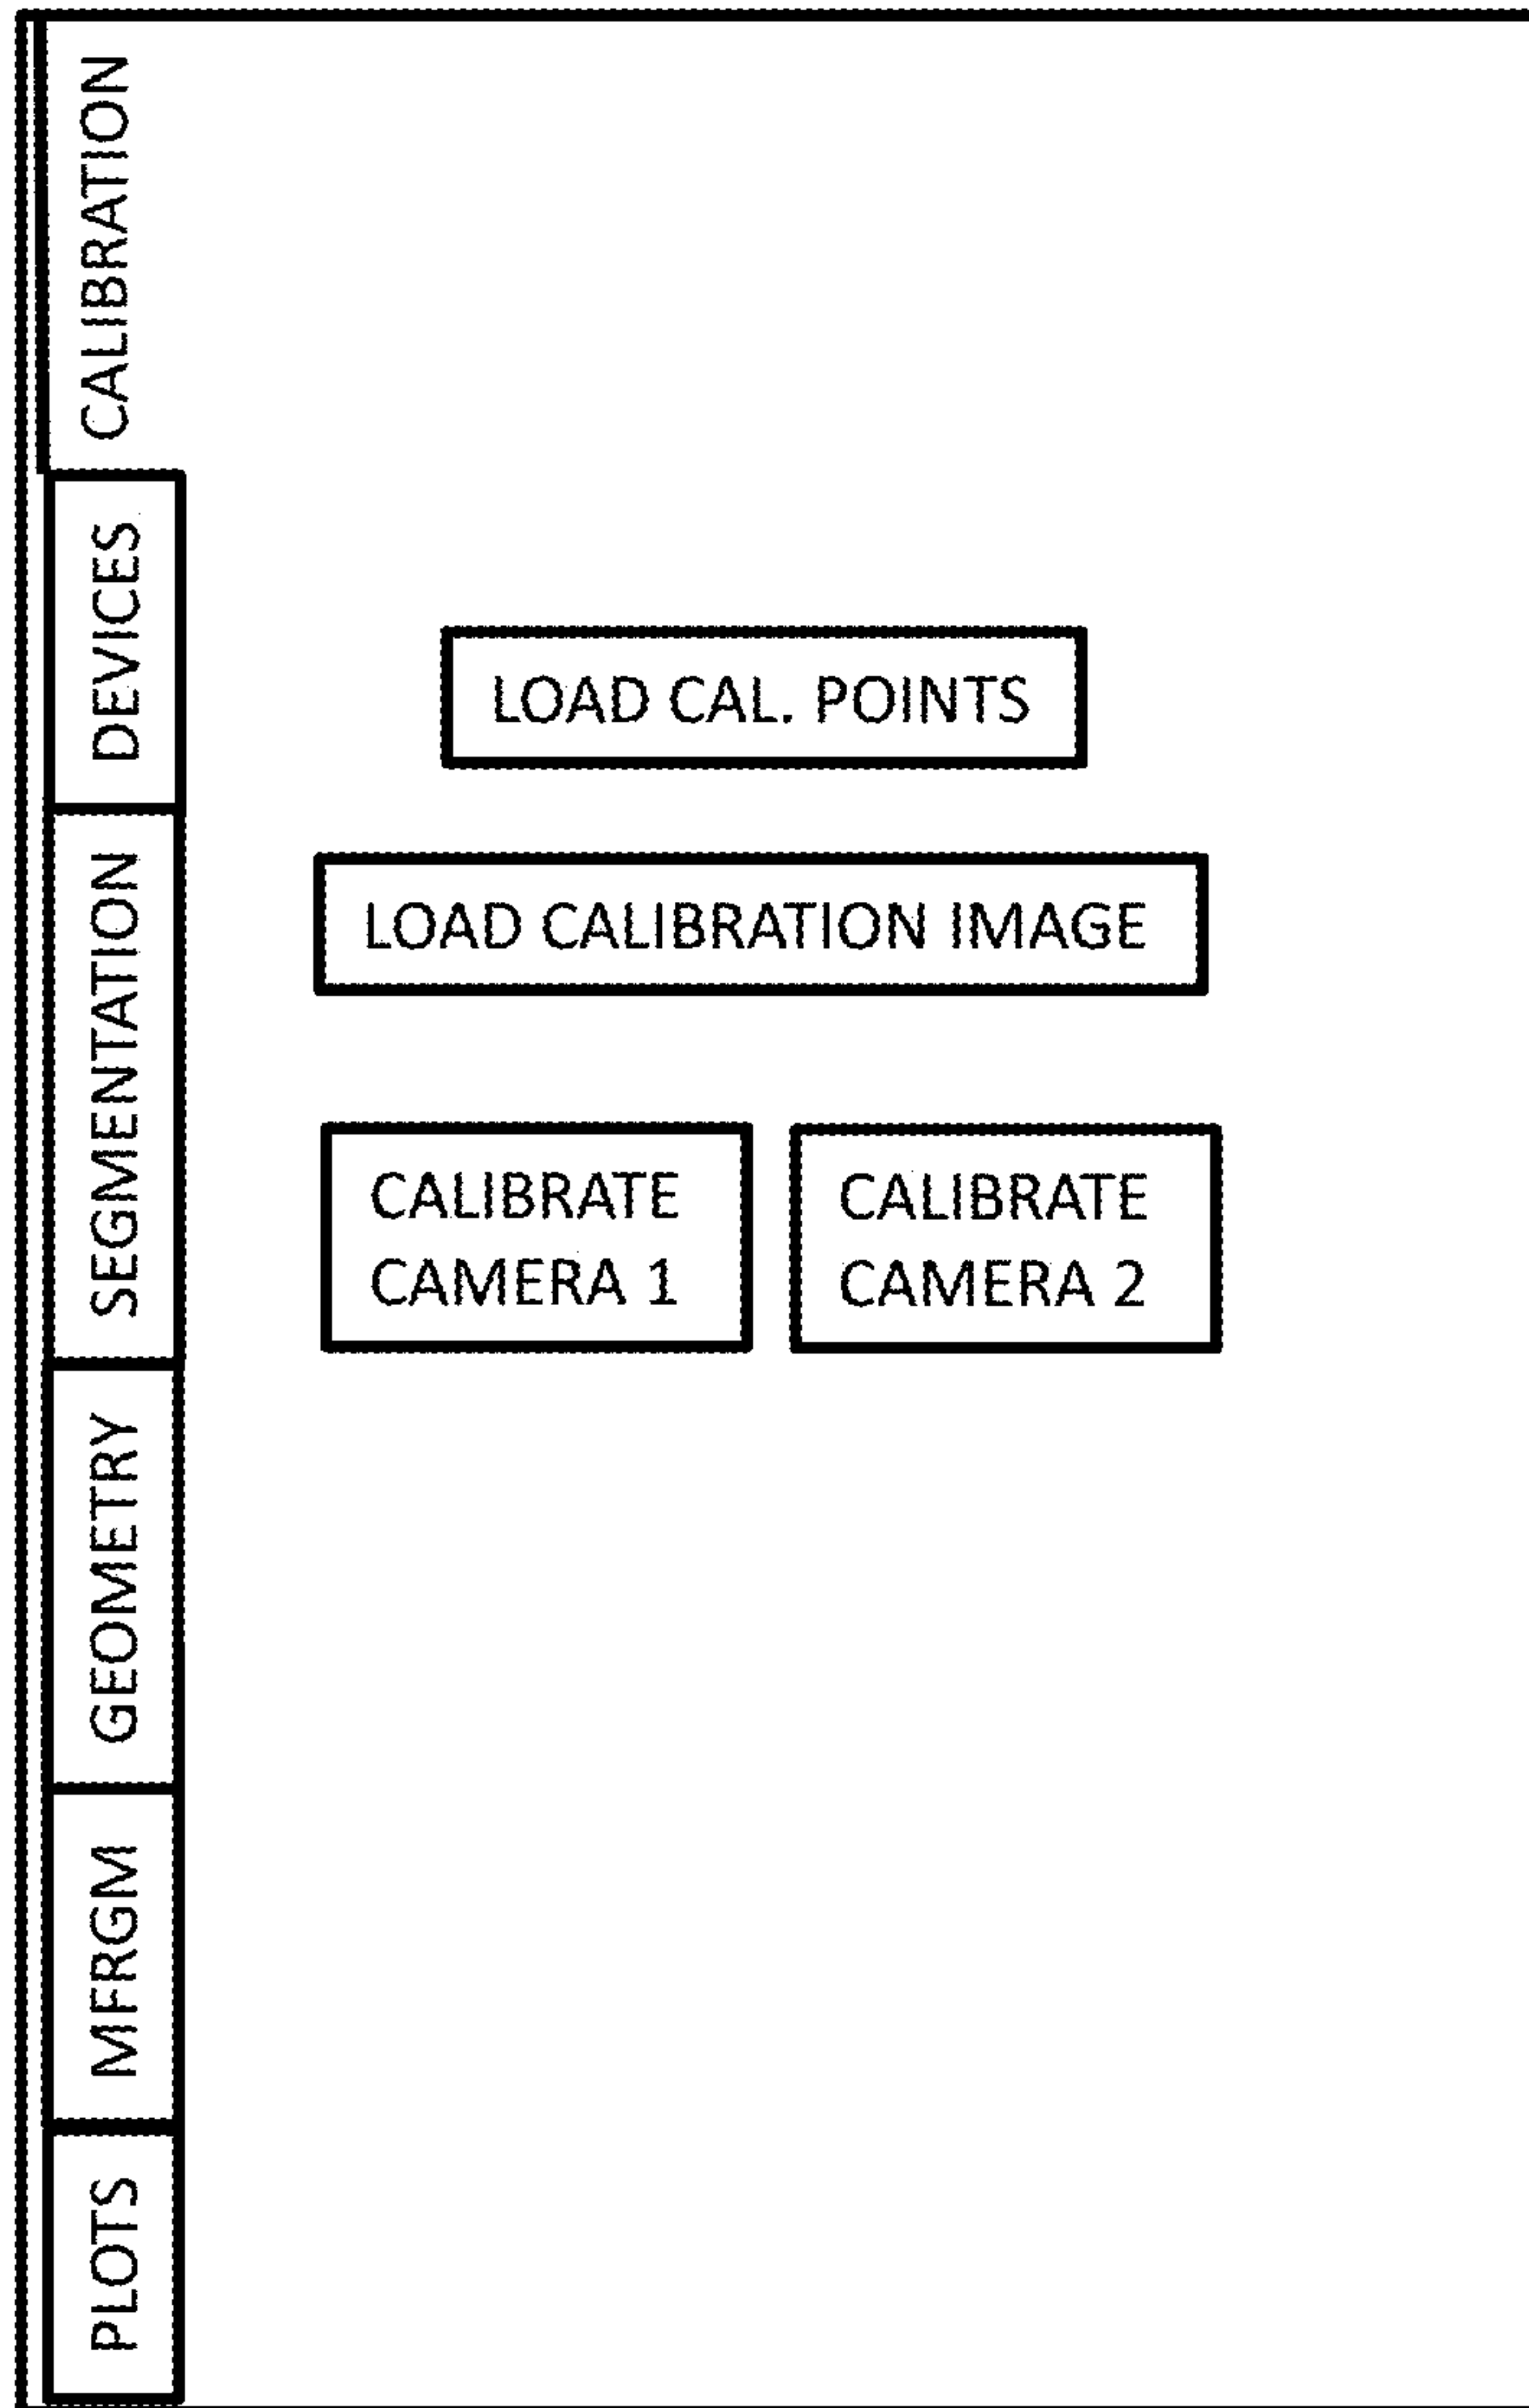 CALIBRATION
DEVICES
SEGMENTATION
GEOMETRY
MFRGM
PLOTS
LOAD CAL. POINTS
LOAD CALIBRATION IMAGE
CALIBRATE
CAMERA 1
CALIBRATE
CAMERA 2